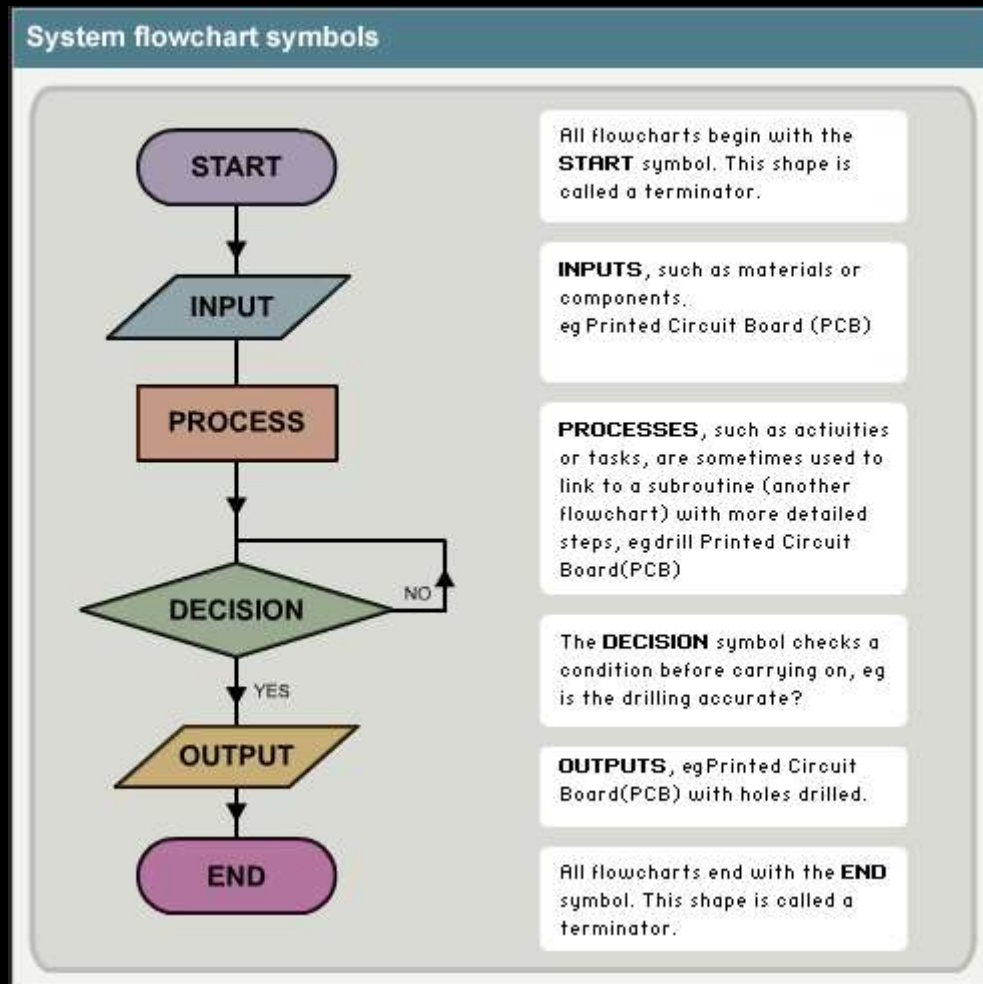 System flowchart symbols
START
All flowcharts begin with the
START symbol. This shape is
called a terminator.
INPUT
INPUTS, such as materials or
components.
eg Printed Circuit Board (PCB)
PROCESS
PROCESSES, such as activities
or tasks, are sometimes used to
link to a subroutine (another
flowchart) with more detailed
steps, eg drill Printed Circuit
Board(PCB)
DECISION
NO
YES
The DECISION symbol checks a
condition before carrying on, eg
is the drilling accurate?
OUTPUT
OUTPUTS, eg Printed Circuit
Board(PCB) with holes drilled.
END
All flowcharts end with the END
symbol. This shape is called a
terminator.